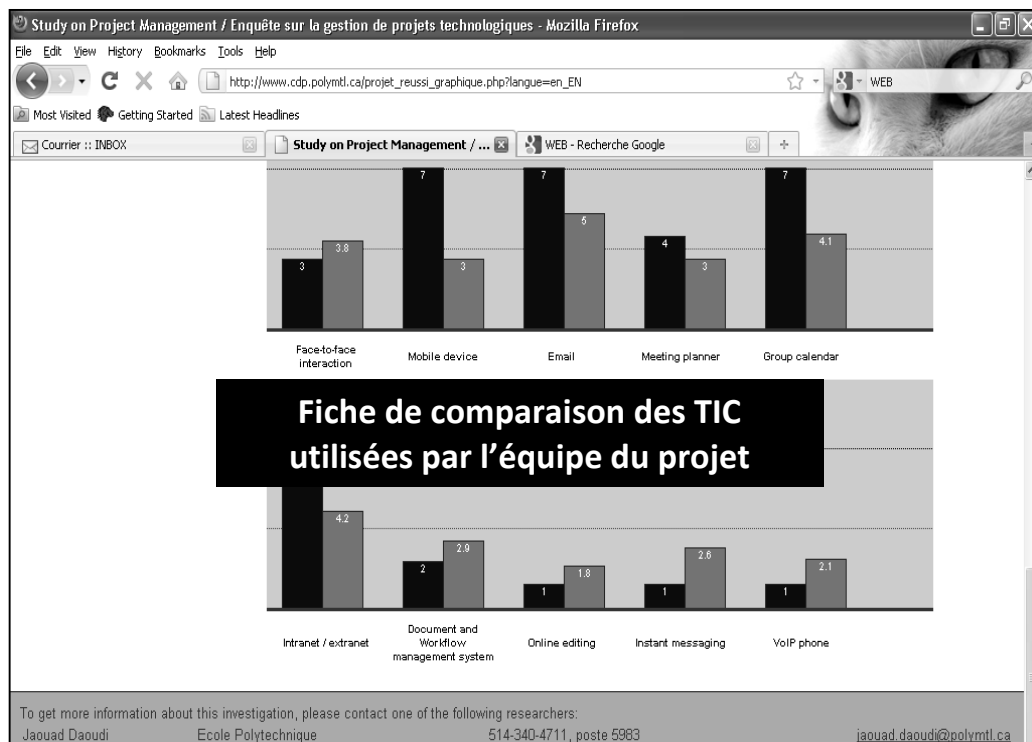 Study on Project Management / Enquête sur la gestion de projets technologiques - Mozilla Firefox
File Edit View History Bookmarks Tools Help
http://www.cdp.polymtl.ca/projet_reussi_graphique.php?langue=en_EN
WEB
Most Visited Getting Started Latest Headlines
Courrier :: INBOX
Study on Project Management / ...
WEB - Recherche Google
3 3.8 7 3 7 5 4 3 7 4.1
Face-to-face
interaction
Mobile device
Email
Meeting planner
Group calendar
Fiche de comparaison des TIC
utilisées par l'équipe du projet
4.2 2 2.9 1 1.8 1 2.6 1 2.1
Intranet / extranet
Document and
Workflow
management system
Online editing
Instant messaging
VoIP phone
To get more information about this investigation, please contact one of the following researchers:
Jaouad Daoudi Ecole Polytechnique 514-340-4711, poste 5983 jaouad.daoudi@polymtl.ca